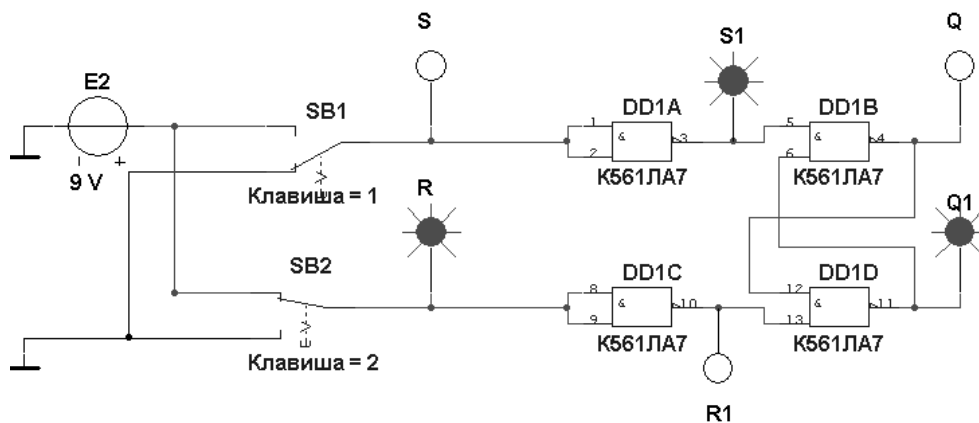 S
S1
Q
E2
SB1
DD1A
DD1B
1
2
&
3
5
6
&
4
К561ЛА7
К561ЛА7
- +
9 V
E-V-
Клавиша = 1
R
Q1
SB2
DD1C
DD1D
8
9
&
10
12
13
&
11
E-V-
К561ЛА7
К561ЛА7
Клавиша = 2
R1